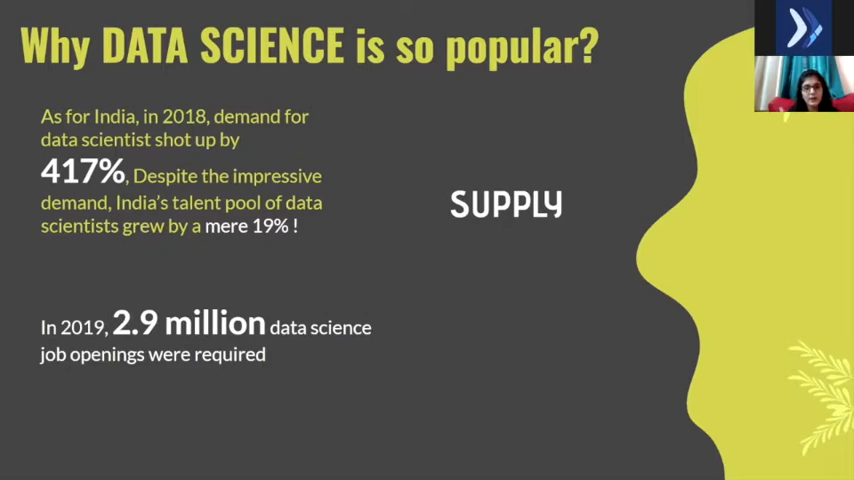 Why DATA SCIENCE is so popular?
As for India, in 2018, demand for
data scientist shot up by
417%, Despite the impressive
demand, India's talent pool of data
scientists grew by a mere 19% !
SUPPLY
In 2019, 2.9 million data science
job openings were required